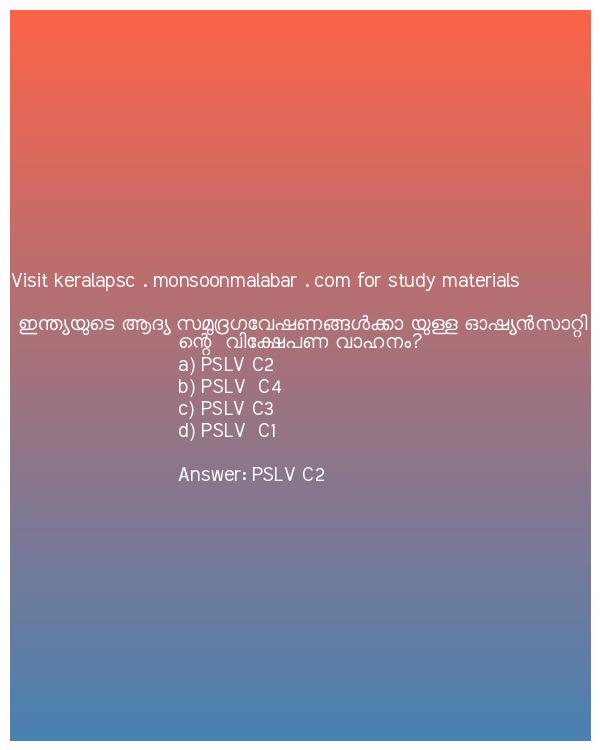 Visit keralapsc . monsoonmalabar . com for study materials
ഇന്ത്യയുടെ ആദ്യ സമുദ്രഗവേഷണങ്ങൾക്കാ യുള്ള ഓഷ്യൻസാറ്റി
ന്റെ വിക്ഷേപണ വാഹനം?
a) PSLV C2
b) PSLV C4
c) PSLV C3
d) PSLV C1
Answer: PSLV C2